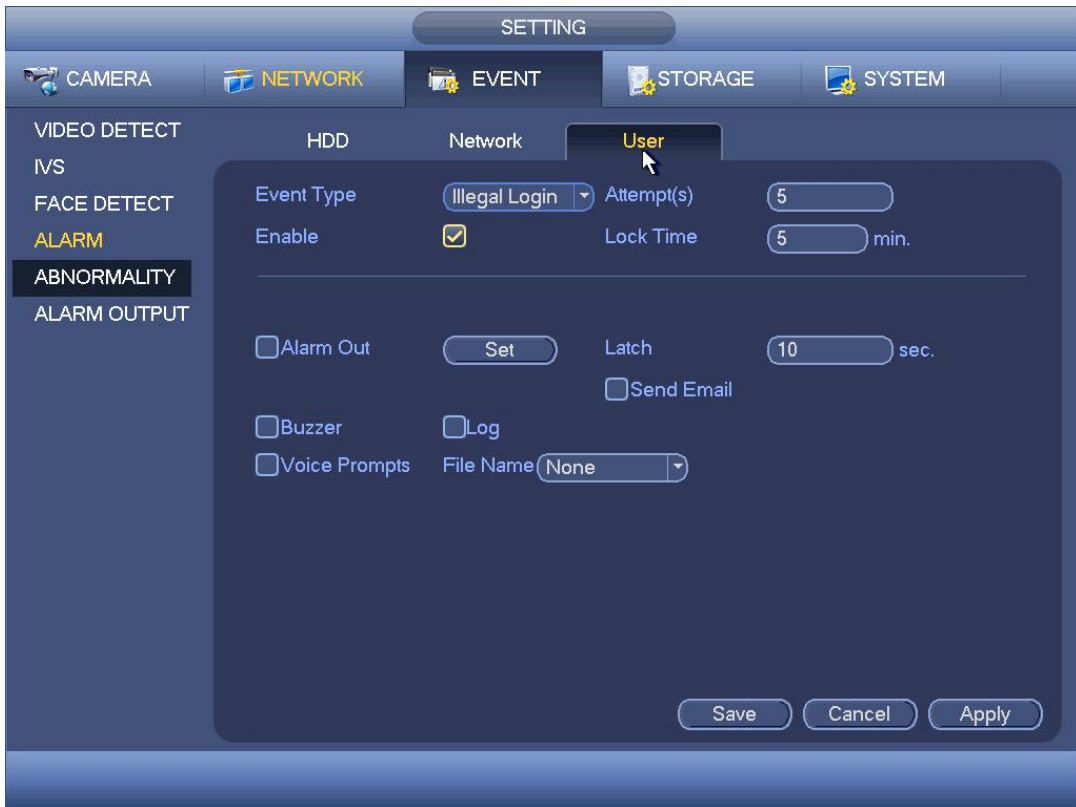 SETTING
CAMERA NETWORK EVENT STORAGE SYSTEM
VIDEO DETECT
IVS
FACE DETECT
ALARM
ABNORMALITY
ALARM OUTPUT
HDD Network User
Event Type Illegal Login Attempt(s) 5
Enable Lock Time 5 min.
Alarm Out Set Latch 10 sec.
Send Email
Buzzer Log
Voice Prompts File Name None
Save Cancel Apply